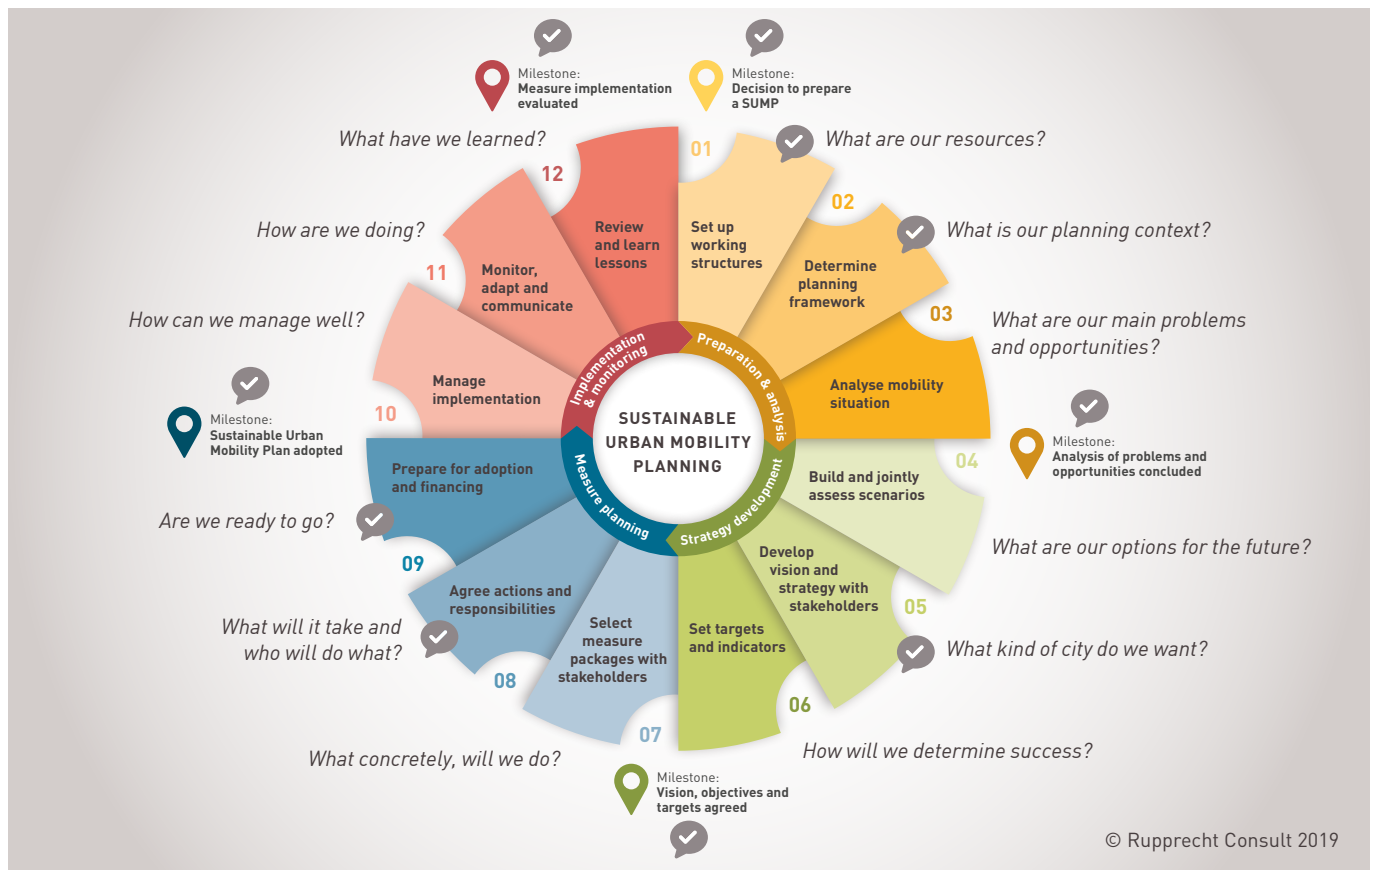 Milestone:
Measure implementation
evaluated
Milestone:
Decision to prepare
a SUMP
What have we learned?
What are our resources?
01
12
02
Review
and learn
lessons
Set up
working
structures
How are we doing?
What is our planning context?
11
Monitor,
adapt and
communicate
Determine
planning
framework
03
How can we manage well?
What are our main problems
and opportunities?
Implementation
& monitoring
Preparation & analysis
Manage
implementation
Analyse mobility
situation
10
Milestone:
Sustainable Urban
Mobility Plan adopted
SUSTAINABLE
URBAN MOBILITY
PLANNING
Milestone:
Analysis of problems and
opportunities concluded
04
Prepare for adoption
and financing
Build and jointly
assess scenarios
Measure planning
Strategy development
Are we ready to go?
What are our options for the future?
09
Agree actions and
responsibilities
Develop
vision and
strategy with
stakeholders
05
What will it take and
who will do what?
Select
measure
packages with
stakeholders
Set targets
and indicators
What kind of city do we want?
08
06
07
What concretely, will we do?
How will we determine success?
Milestone:
Vision, objectives and
targets agreed
© Rupprecht Consult 2019